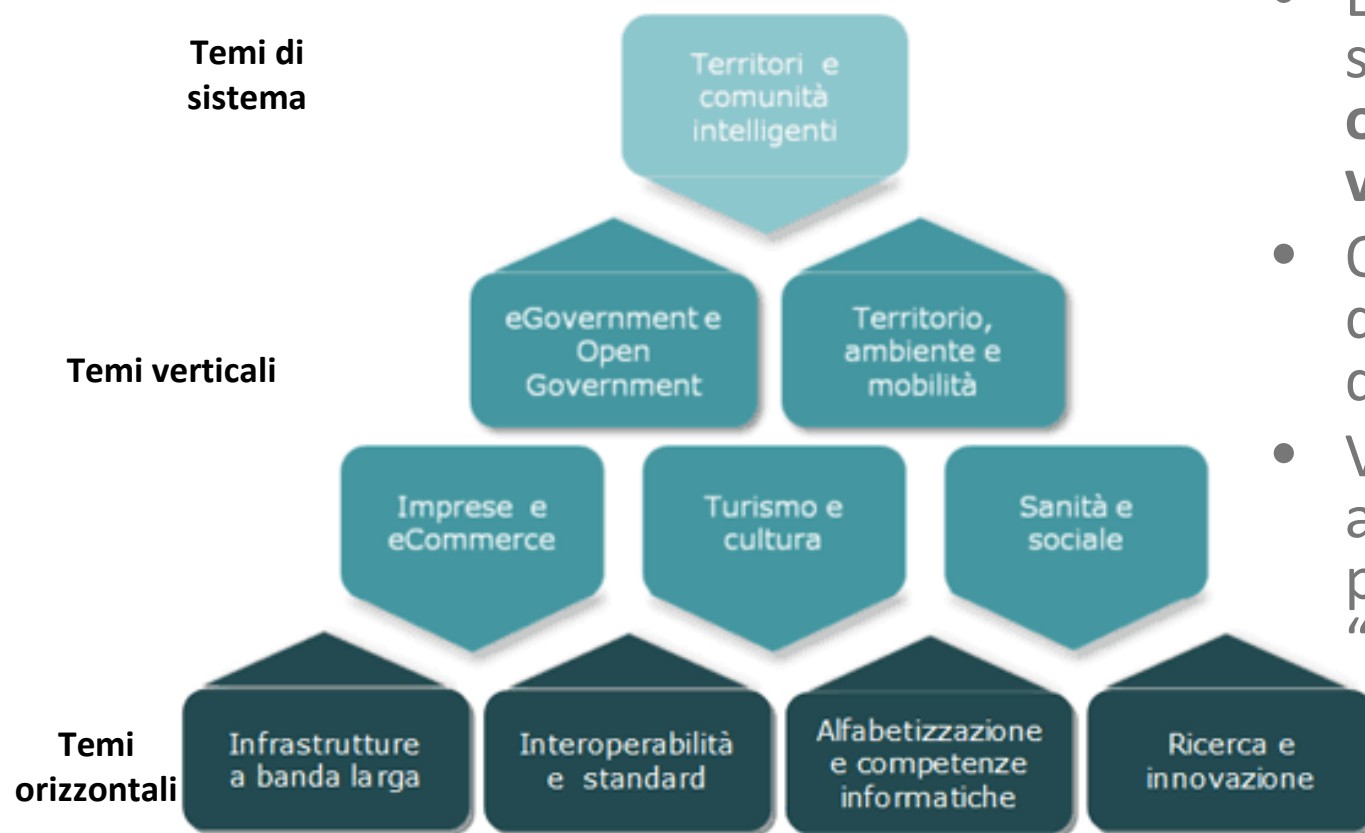 Temi di
sistema
Territori e
comunità
intelligenti
Temi verticali
eGovernment e
Open
Government
Territorio,
ambiente e
mobilità
Imprese e
eCommerce
Turismo e
cultura
Sanità e
sociale
Temi
orizzontali
Infrastrutture
a banda larga
Interoperabilità
e standard
Alfabetizzazione
e competenze
informatiche
Ricerca e
innovazione